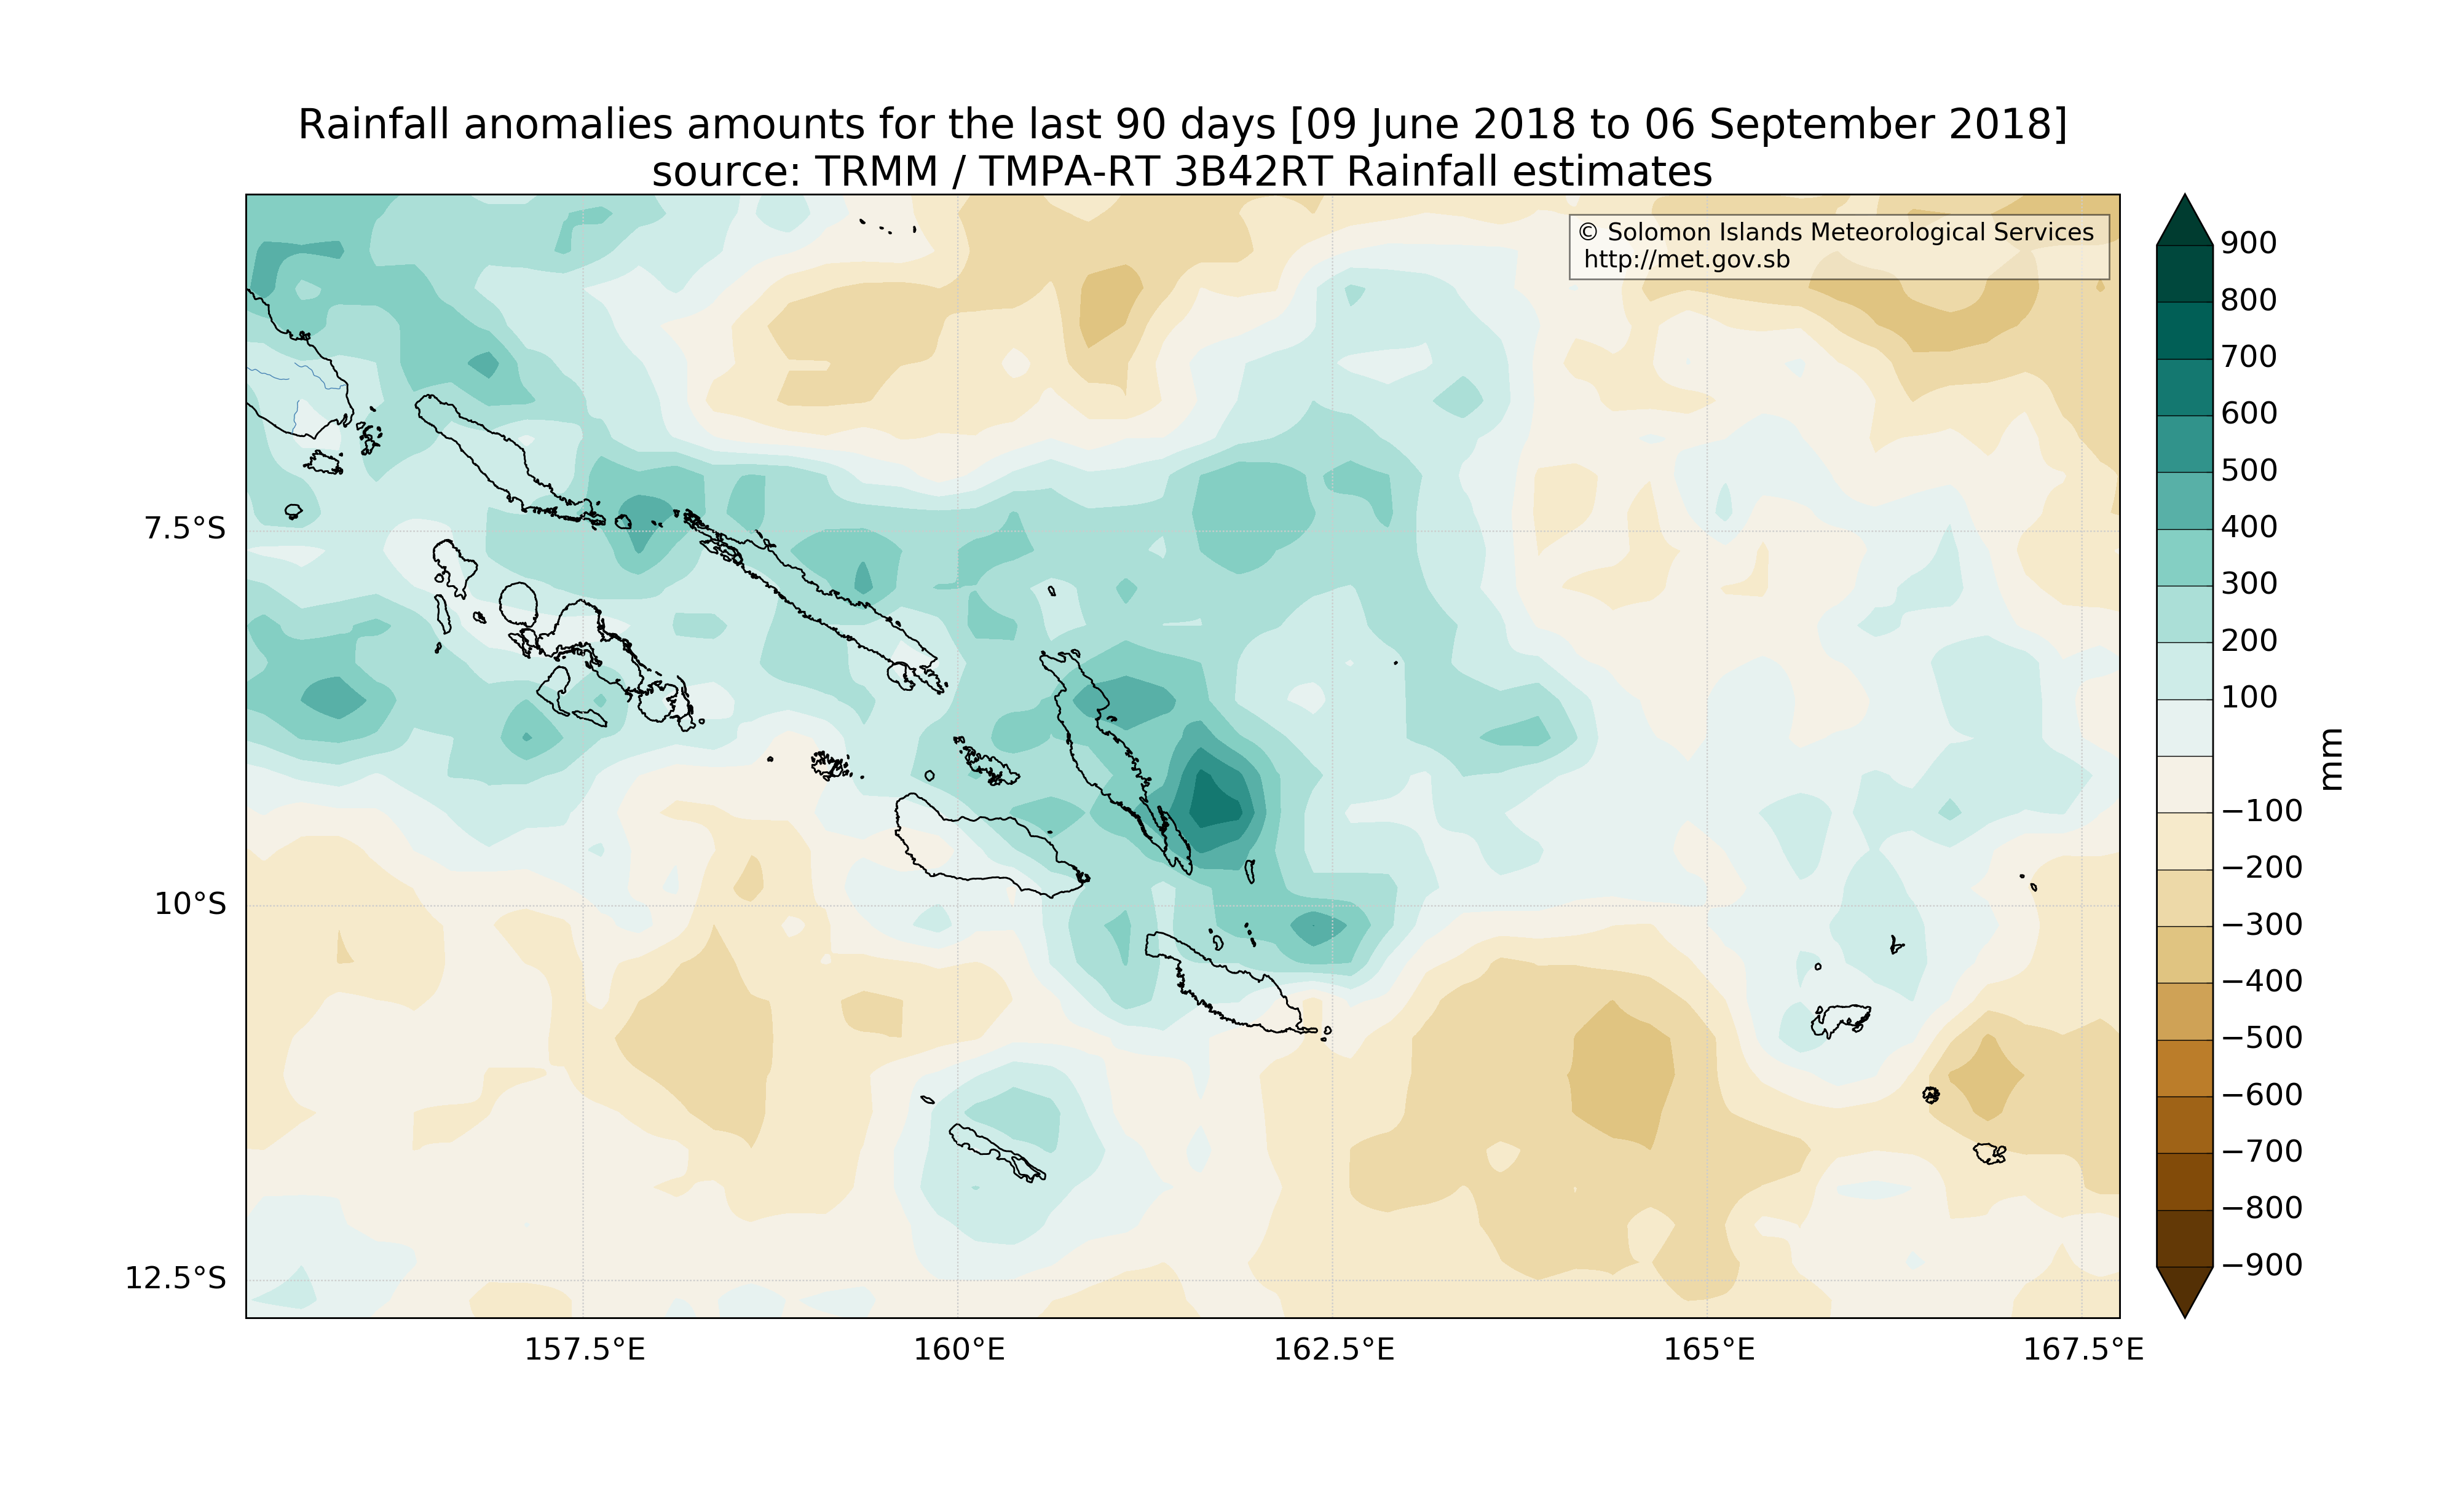 Rainfall anomalies amounts for the last 90 days [09 June 2018 to 06 September 2018]
source: TRMM / TMPA-RT 3B42RT Rainfall estimates
© Solomon Islands Meteorological Services
http://met.gov.sb
7.5°S
10°S
12.5°S
157.5°E
160°E
162.5°E
165°E
167.5°E
900
800
700
600
500
400
300
200
100
−100
−200
−300
−400
−500
−600
−700
−800
−900
mm